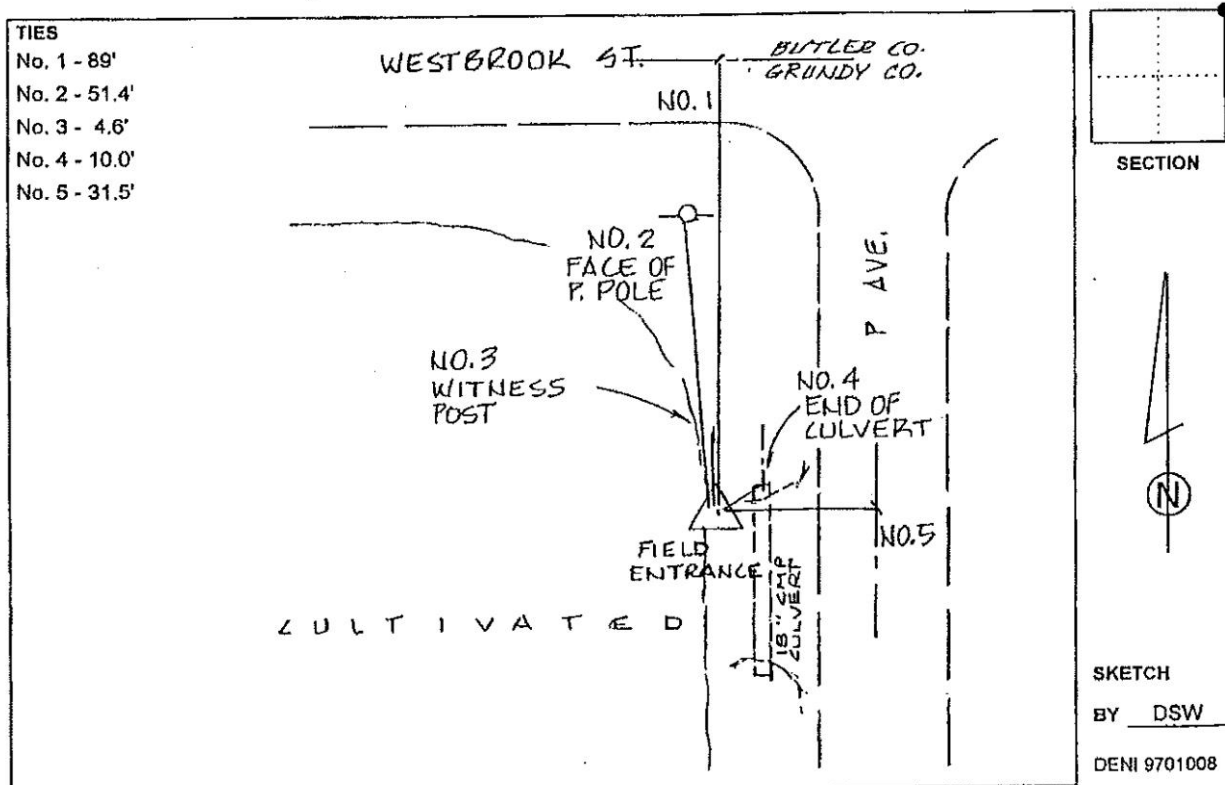 TIES
No. 1 - 89'
No. 2 - 51.4'
No. 3 - 4.6'
No. 4 - 10.0'
No. 5 - 31.5'
WESTBROOK ST.
BUTLER CO.
GRUNDY CO.
NO. 1
NO. 2
FACE OF
P. POLE
P AVE.
NO. 3
WITNESS
POST
NO. 4
END OF
CULVERT
NO. 5
FIELD
ENTRANCE
18" CMP
CULVERT
CULTIVATED
SECTION
N
SKETCH
BY DSW
DENI 9701008